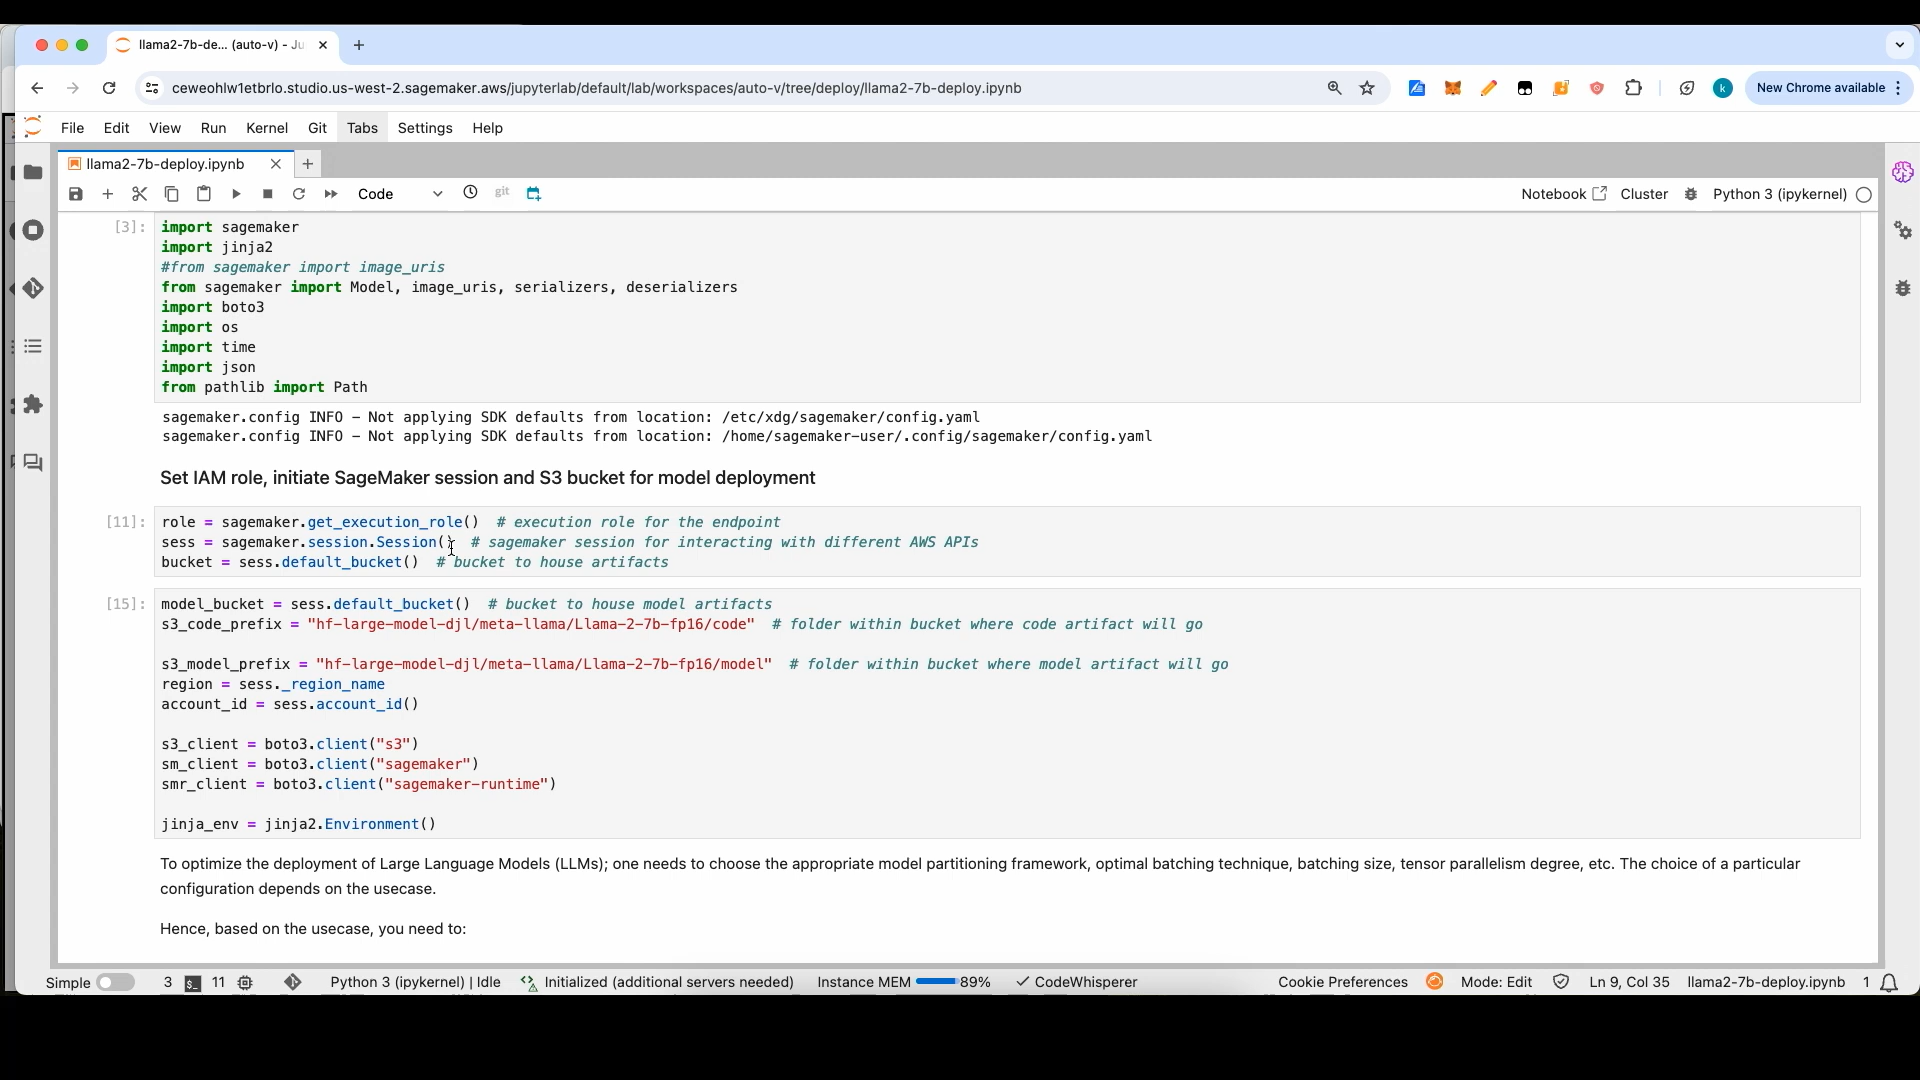 llama2-7b-de... (auto-v) - Ju
ceweohlw1etbrlo.studio.us-west-2.sagemaker.aws/jupyterlab/default/lab/workspaces/auto-v/tree/deploy/llama2-7b-deploy.ipynb
k
New Chrome available
File Edit View Run Kernel Git Tabs Settings Help
llama2-7b-deploy.ipynb
Code
git
Notebook
Cluster
Python 3 (ipykernel)
[3]:
import sagemaker
import jinja2
#from sagemaker import image_uris
from sagemaker import Model, image_uris, serializers, deserializers
import boto3
import os
import time
import json
from pathlib import Path
sagemaker.config INFO - Not applying SDK defaults from location: /etc/xdg/sagemaker/config.yaml
sagemaker.config INFO - Not applying SDK defaults from location: /home/sagemaker-user/.config/sagemaker/config.yaml
Set IAM role, initiate SageMaker session and S3 bucket for model deployment
[11]:
role = sagemaker.get_execution_role()  # execution role for the endpoint
sess = sagemaker.session.Session()  # sagemaker session for interacting with different AWS APIs
bucket = sess.default_bucket()  # bucket to house artifacts
[15]:
model_bucket = sess.default_bucket()  # bucket to house model artifacts
s3_code_prefix = "hf-large-model-djl/meta-llama/Llama-2-7b-fp16/code"  # folder within bucket where code artifact will go
s3_model_prefix = "hf-large-model-djl/meta-llama/Llama-2-7b-fp16/model"  # folder within bucket where model artifact will go
region = sess._region_name
account_id = sess.account_id()
s3_client = boto3.client("s3")
sm_client = boto3.client("sagemaker")
smr_client = boto3.client("sagemaker-runtime")
jinja_env = jinja2.Environment()
To optimize the deployment of Large Language Models (LLMs); one needs to choose the appropriate model partitioning framework, optimal batching technique, batching size, tensor parallelism degree, etc. The choice of a particular
configuration depends on the usecase.
Hence, based on the usecase, you need to:
Simple 3 11 Python 3 (ipykernel) | Idle Initialized (additional servers needed) Instance MEM 89% CodeWhisperer Cookie Preferences Mode: Edit Ln 9, Col 35 llama2-7b-deploy.ipynb 1